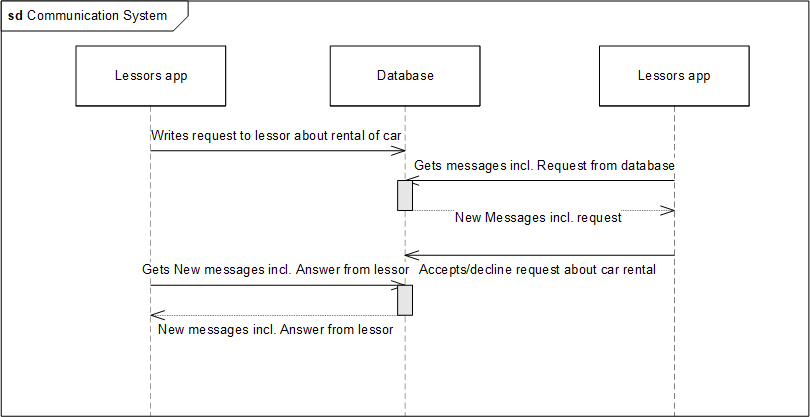 sd Communication System
Lessors app
Database
Lessors app
Writes request to lessor about rental of car
Gets messages incl. Request from database
New Messages incl. request
Gets New messages incl. Answer from lessor
Accepts/decline request about car rental
New messages incl. Answer from lessor